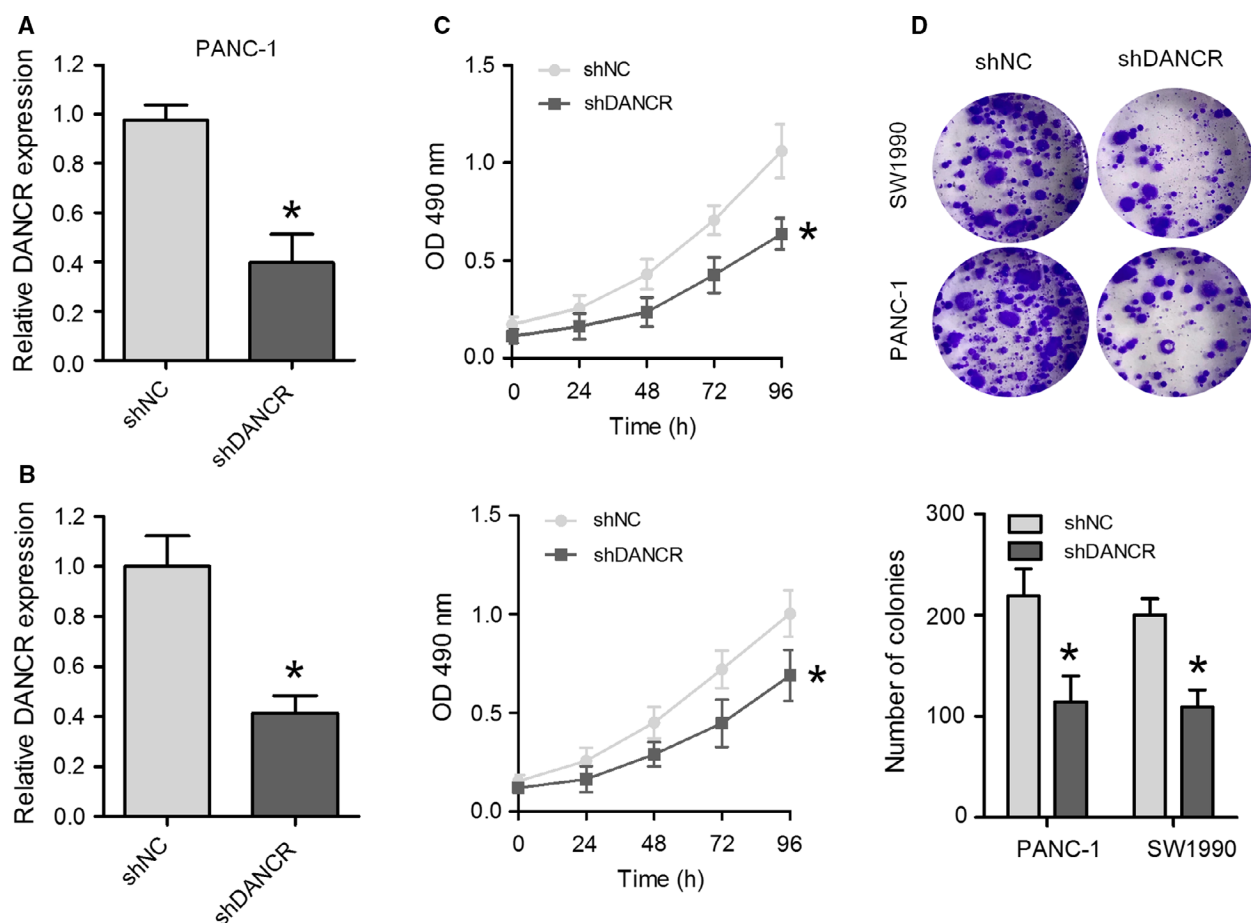 A
PANC-1
Relative DANCR expression
1.2
1.0
0.8
0.6
0.4
0.2
0.0
*
shNC
shDANCR
B
Relative DANCR expression
1.2
1.0
0.8
0.6
0.4
0.2
0.0
*
shNC
shDANCR
C
shNC
shDANCR
OD 490 nm
1.5
1.0
0.5
0.0
*
0 24 48 72 96
Time (h)
shNC
shDANCR
OD 490 nm
1.5
1.0
0.5
0.0
*
0 24 48 72 96
Time (h)
D
shNC shDANCR
SW1990
PANC-1
shNC
shDANCR
Number of colonies
300
200
100
0
* *
PANC-1 SW1990